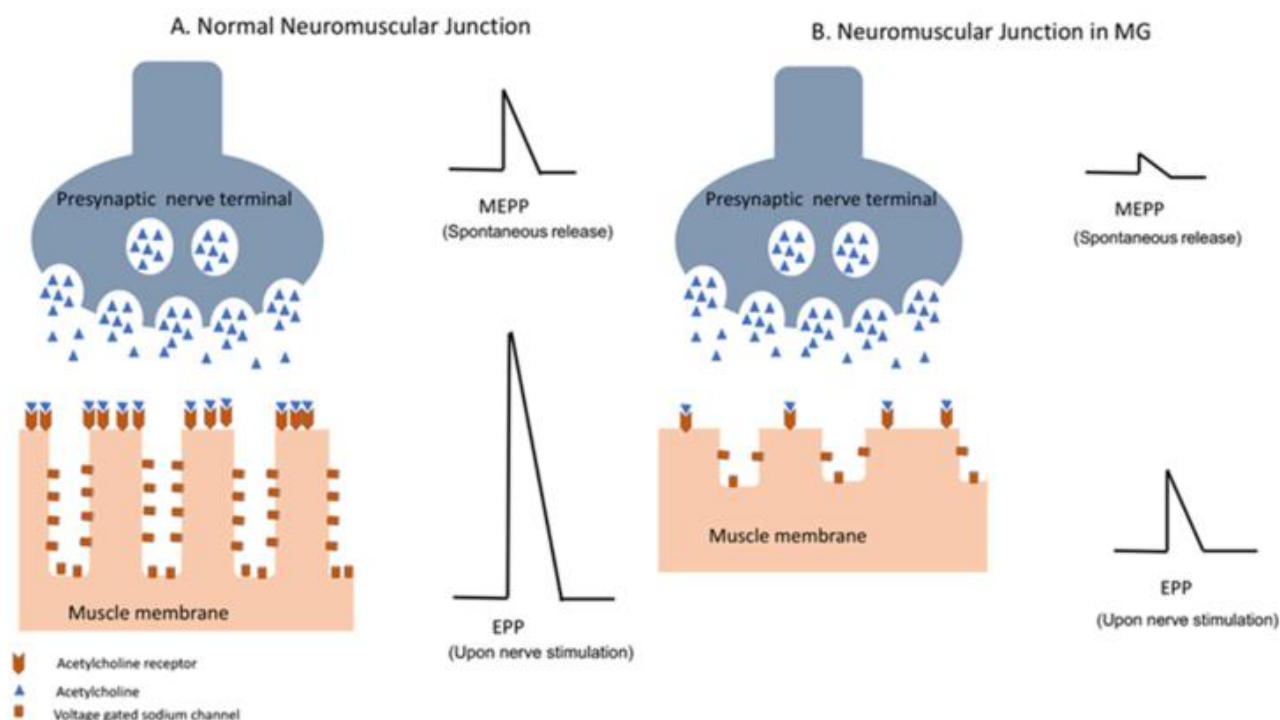 A. Normal Neuromuscular Junction
Presynaptic nerve terminal
MEPP
(Spontaneous release)
Muscle membrane
EPP
(Upon nerve stimulation)
Acetylcholine receptor
Acetylcholine
Voltage gated sodium channel
B. Neuromuscular Junction in MG
Presynaptic nerve terminal
MEPP
(Spontaneous release)
Muscle membrane
EPP
(Upon nerve stimulation)